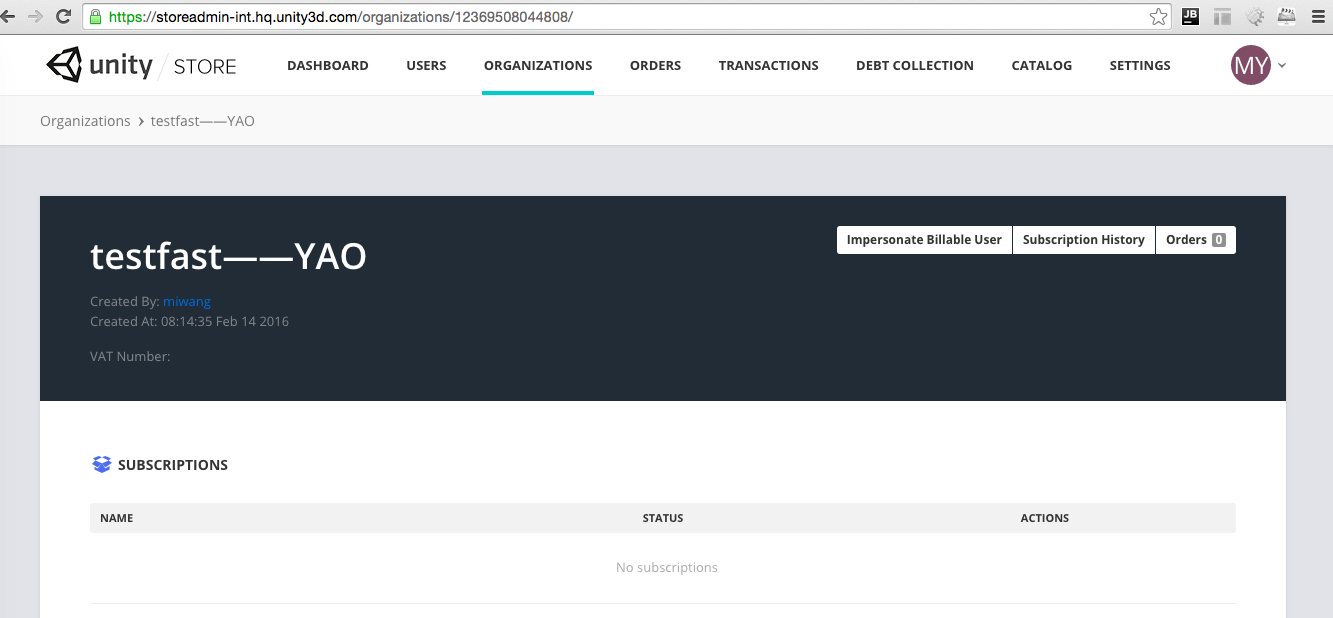 https://storeadmin-int.hq.unity3d.com/organizations/12369508044808/
JB
unity / STORE
DASHBOARD
USERS
ORGANIZATIONS
ORDERS
TRANSACTIONS
DEBT COLLECTION
CATALOG
SETTINGS
MY
Organizations › testfast——YAO
testfast——YAO
Impersonate Billable User
Subscription History
Orders 0
Created By: miwang
Created At: 08:14:35 Feb 14 2016
VAT Number:
SUBSCRIPTIONS
NAME
STATUS
ACTIONS
No subscriptions